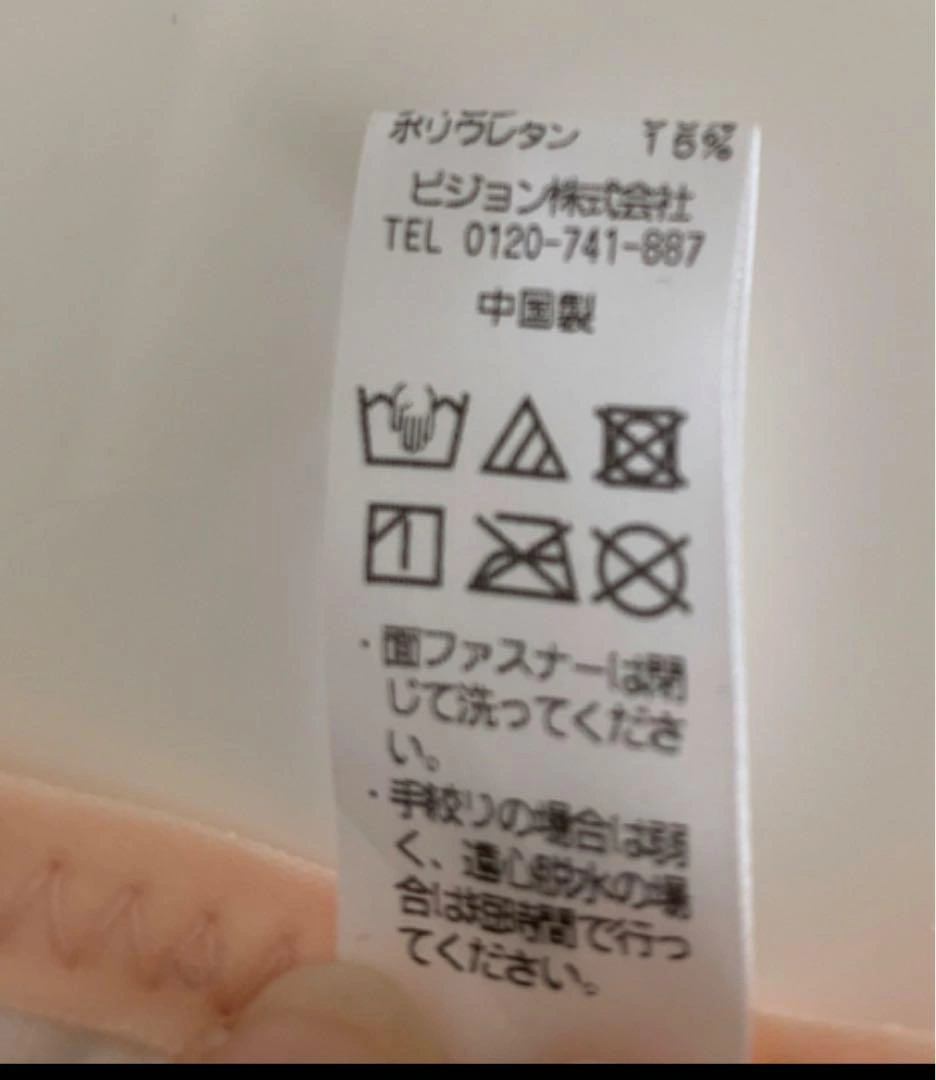 ポリウレタン 15%
ピジョン株式会社
TEL 0120-741-887
中国製
・面ファスナーは閉
じて洗ってくださ
い。
・手絞りの場合は弱
く、遠心脱水の場
合は短時間で行っ
てください。